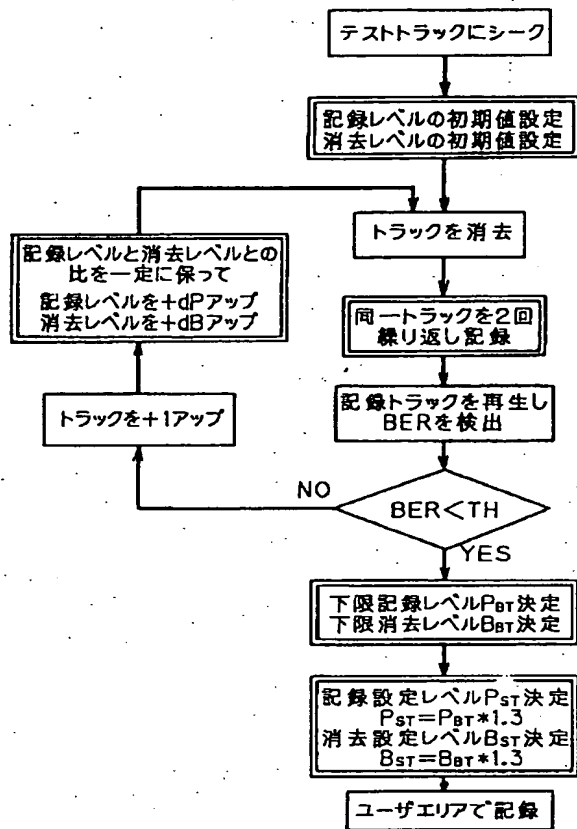 テストトラックにシーク
記録レベルの初期値設定
消去レベルの初期値設定
トラックを消去
記録レベルと消去レベルとの
比を一定に保って
記録レベルを+dPアップ
消去レベルを+dBアップ
同一トラックを2回
繰り返し記録
トラックを+1アップ
記録トラックを再生し
BERを検出
NO
BER<TH
YES
下限記録レベルPBT決定
下限消去レベルBBT決定
記録設定レベルPST決定
PST=PBT*1.3
消去設定レベルBST決定
BST=BBT*1.3
ユーザエリアで記録